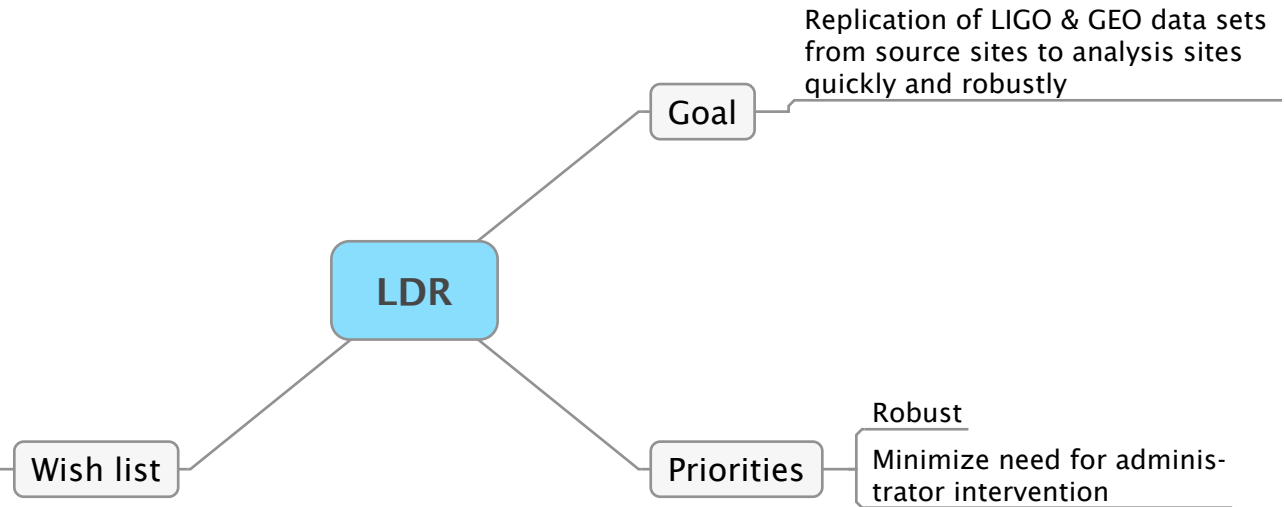 Replication of LIGO & GEO data sets
from source sites to analysis sites
quickly and robustly
Goal
LDR
Robust
Wish list
Priorities
Minimize need for adminis-
trator intervention